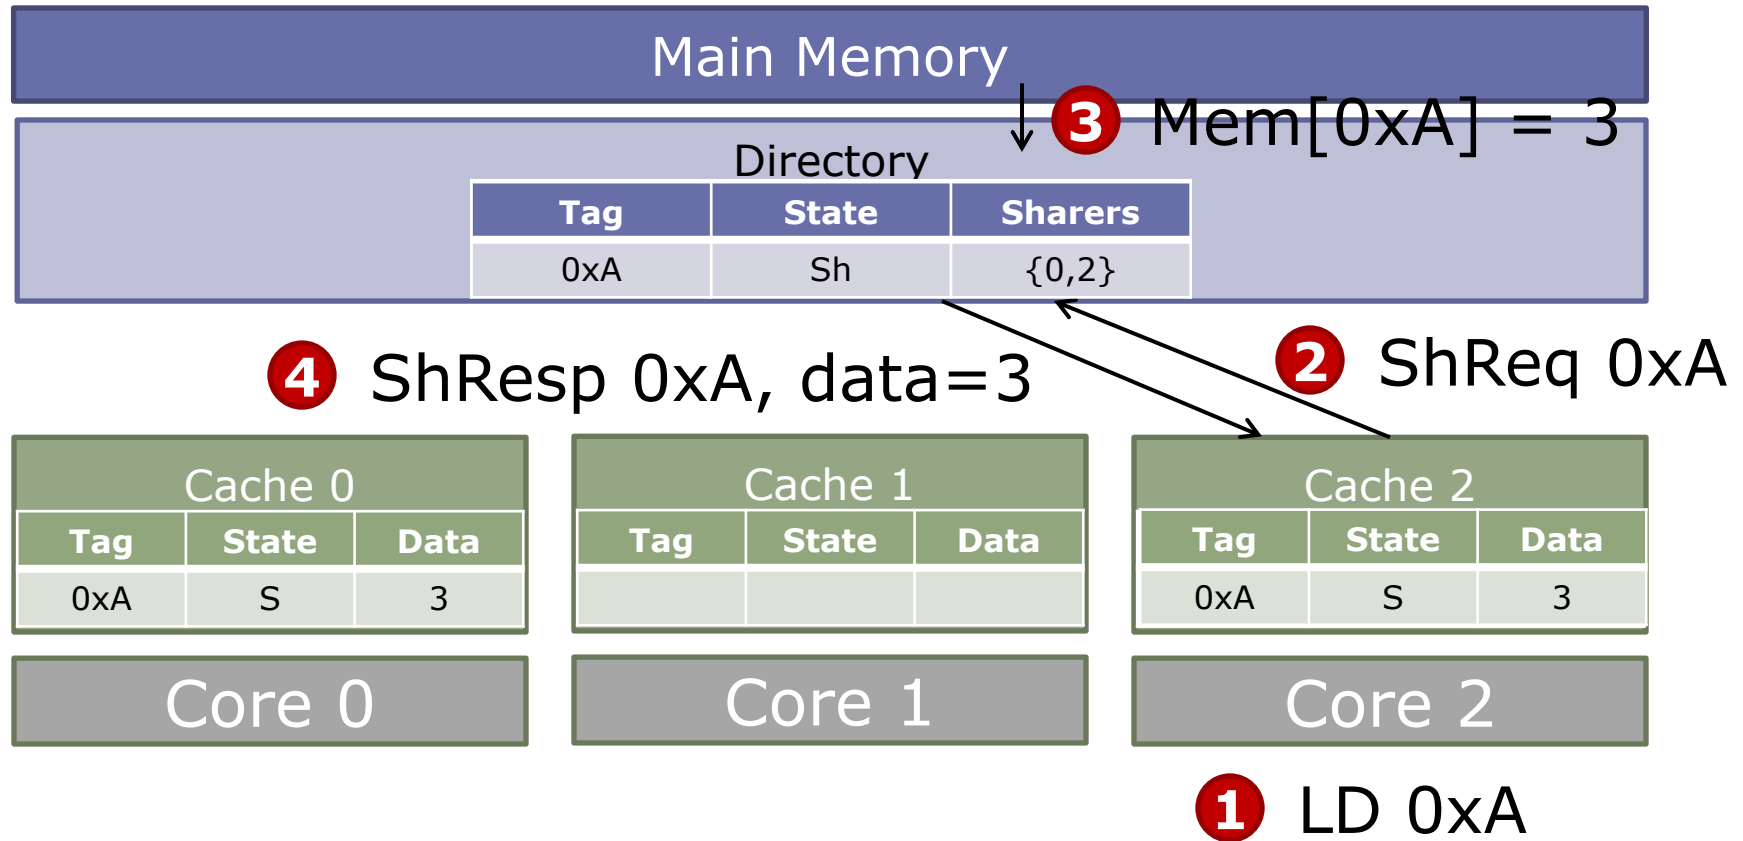 Main Memory
3 Mem[0xA] = 3
Directory
Tag State Sharers
0xA Sh {0,2}
2 ShReq 0xA
4 ShResp 0xA, data=3
Cache 0
Tag State Data
0xA S 3
Core 0
Cache 1
Tag State Data
Core 1
Cache 2
Tag State Data
0xA S 3
Core 2
1 LD 0xA